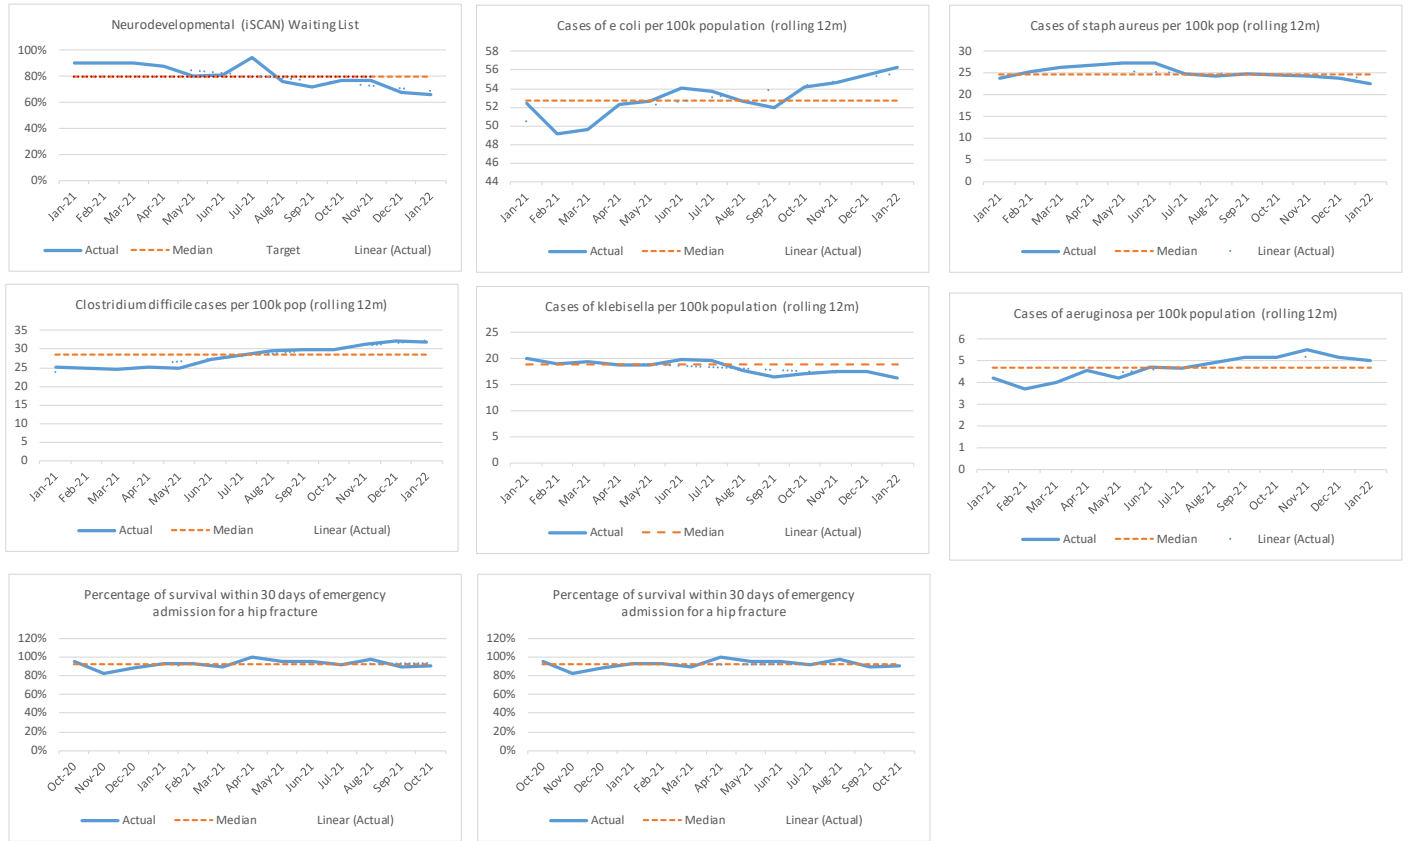 Neurodevelopmental (iSCAN) Waiting List
100%
80%
60%
40%
20%
0%
Jan-21 Feb-21 Mar-21 Apr-21 May-21 Jun-21 Jul-21 Aug-21 Sep-21 Oct-21 Nov-21 Dec-21 Jan-22
Actual Median Target Linear (Actual)
Cases of e coli per 100k population (rolling 12m)
58
56
54
52
50
48
46
44
Jan-21 Feb-21 Mar-21 Apr-21 May-21 Jun-21 Jul-21 Aug-21 Sep-21 Oct-21 Nov-21 Dec-21 Jan-22
Actual Median Linear (Actual)
Cases of staph aureus per 100k pop (rolling 12m)
30
25
20
15
10
5
0
Jan-21 Feb-21 Mar-21 Apr-21 May-21 Jun-21 Jul-21 Aug-21 Sep-21 Oct-21 Nov-21 Dec-21 Jan-22
Actual Median Linear (Actual)
Clostridium difficile cases per 100k pop (rolling 12m)
35
30
25
20
15
10
5
0
Jan-21 Feb-21 Mar-21 Apr-21 May-21 Jun-21 Jul-21 Aug-21 Sep-21 Oct-21 Nov-21 Dec-21 Jan-22
Actual Median Linear (Actual)
Cases of klebisella per 100k population (rolling 12m)
25
20
15
10
5
0
Jan-21 Feb-21 Mar-21 Apr-21 May-21 Jun-21 Jul-21 Aug-21 Sep-21 Oct-21 Nov-21 Dec-21 Jan-22
Actual Median Linear (Actual)
Cases of aeruginosa per 100k population (rolling 12m)
6
5
4
3
2
1
0
Jan-21 Feb-21 Mar-21 Apr-21 May-21 Jun-21 Jul-21 Aug-21 Sep-21 Oct-21 Nov-21 Dec-21 Jan-22
Actual Median Linear (Actual)
Percentage of survival within 30 days of emergency
admission for a hip fracture
120%
100%
80%
60%
40%
20%
0%
Oct-20 Nov-20 Dec-20 Jan-21 Feb-21 Mar-21 Apr-21 May-21 Jun-21 Jul-21 Aug-21 Sep-21 Oct-21
Actual Median Linear (Actual)
Percentage of survival within 30 days of emergency
admission for a hip fracture
120%
100%
80%
60%
40%
20%
0%
Oct-20 Nov-20 Dec-20 Jan-21 Feb-21 Mar-21 Apr-21 May-21 Jun-21 Jul-21 Aug-21 Sep-21 Oct-21
Actual Median Linear (Actual)